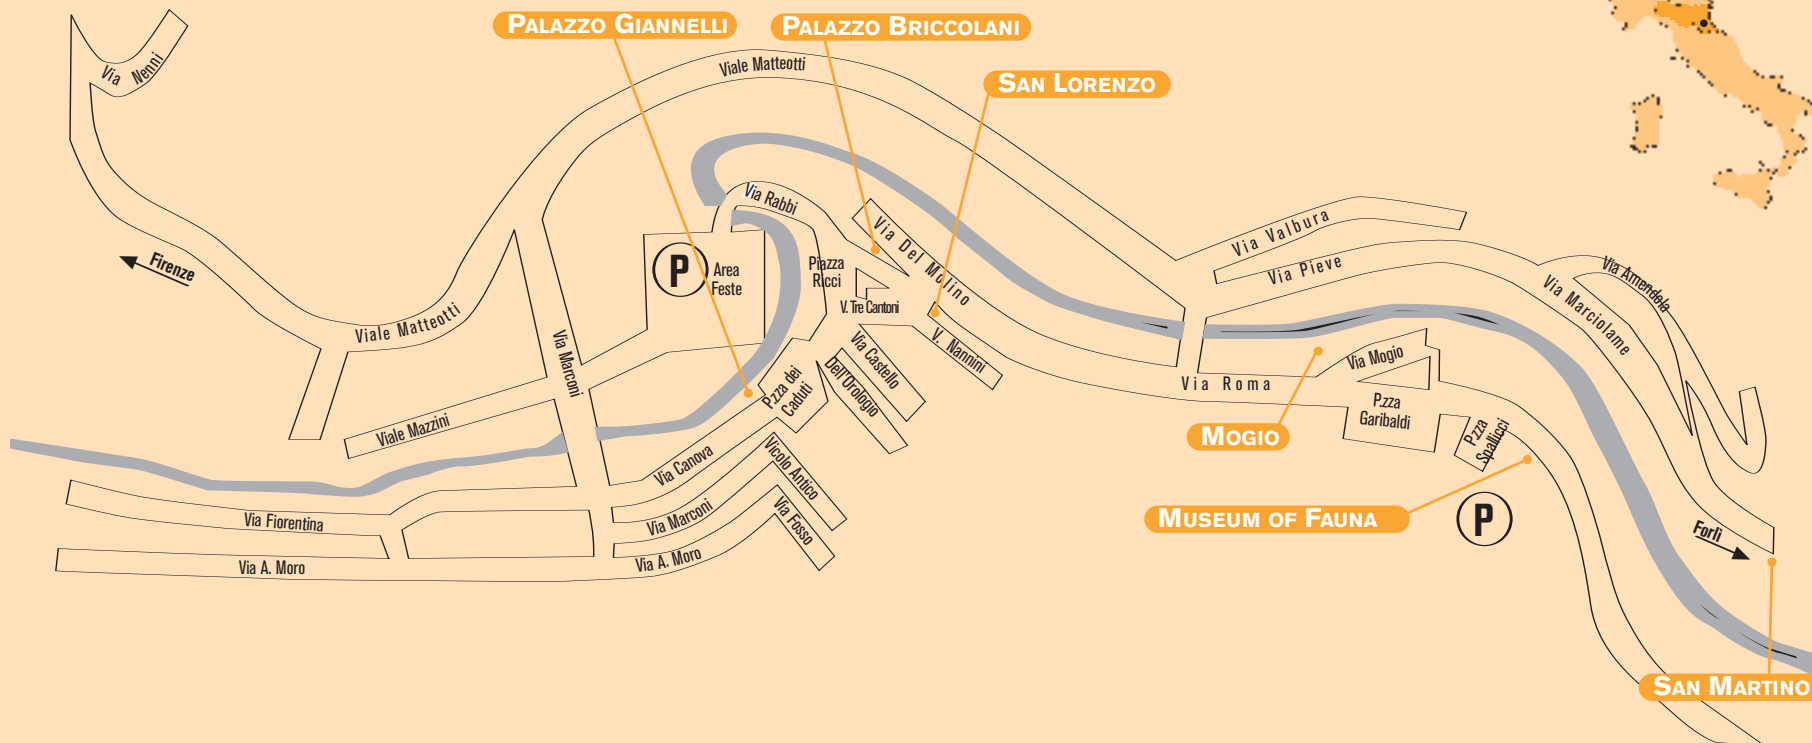 PALAZZO GIANNELLI
PALAZZO BRICCOLANI
SAN LORENZO
Via Nenni
Viale Matteotti
Via Rabbi
Via Del Molino
Via Valbura
Via Pieve
Via Amendola
Via Marciolame
Firenze
P
Area
Feste
Piazza
Ricci
V. Tre Cantoni
Viale Matteotti
Via Marconi
V. Nannini
Via Castello
Dell'Orologio
Via Mogio
Via Roma
P.zza dei
Caduti
P.zza
Garibaldi
P.zza
Spallicci
Viale Mazzini
MOGIO
Via Canova
Vicolo Antico
Via Marconi
Via Fosso
Via Fiorentina
Via A. Moro
Via A. Moro
MUSEUM OF FAUNA
P
Forlì
SAN MARTINO